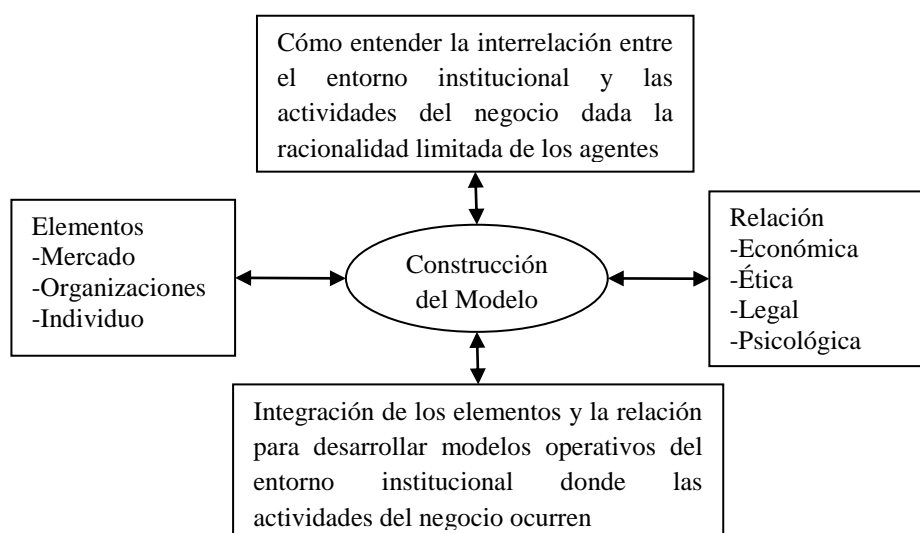 Cómo entender la interrelación entre
el entorno institucional y las
actividades del negocio dada la
racionalidad limitada de los agentes
Elementos
-Mercado
-Organizaciones
-Individuo
Construcción
del Modelo
Relación
-Económica
-Ética
-Legal
-Psicológica
Integración de los elementos y la relación
para desarrollar modelos operativos del
entorno institucional donde las
actividades del negocio ocurren